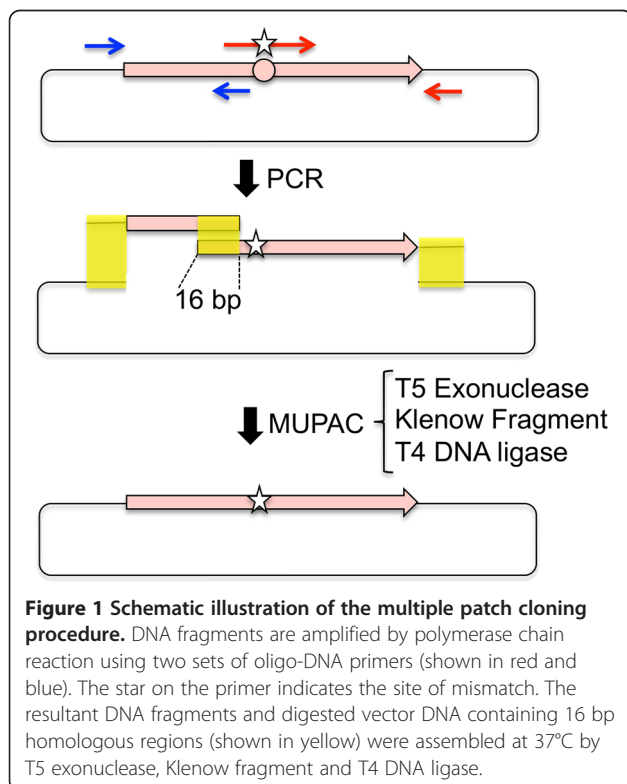 PCR
16 bp
MUPAC
T5 Exonuclease
Klenow Fragment
T4 DNA ligase
Figure 1 Schematic illustration of the multiple patch cloning
procedure. DNA fragments are amplified by polymerase chain
reaction using two sets of oligo-DNA primers (shown in red and
blue). The star on the primer indicates the site of mismatch. The
resultant DNA fragments and digested vector DNA containing 16 bp
homologous regions (shown in yellow) were assembled at 37°C by
T5 exonuclease, Klenow fragment and T4 DNA ligase.